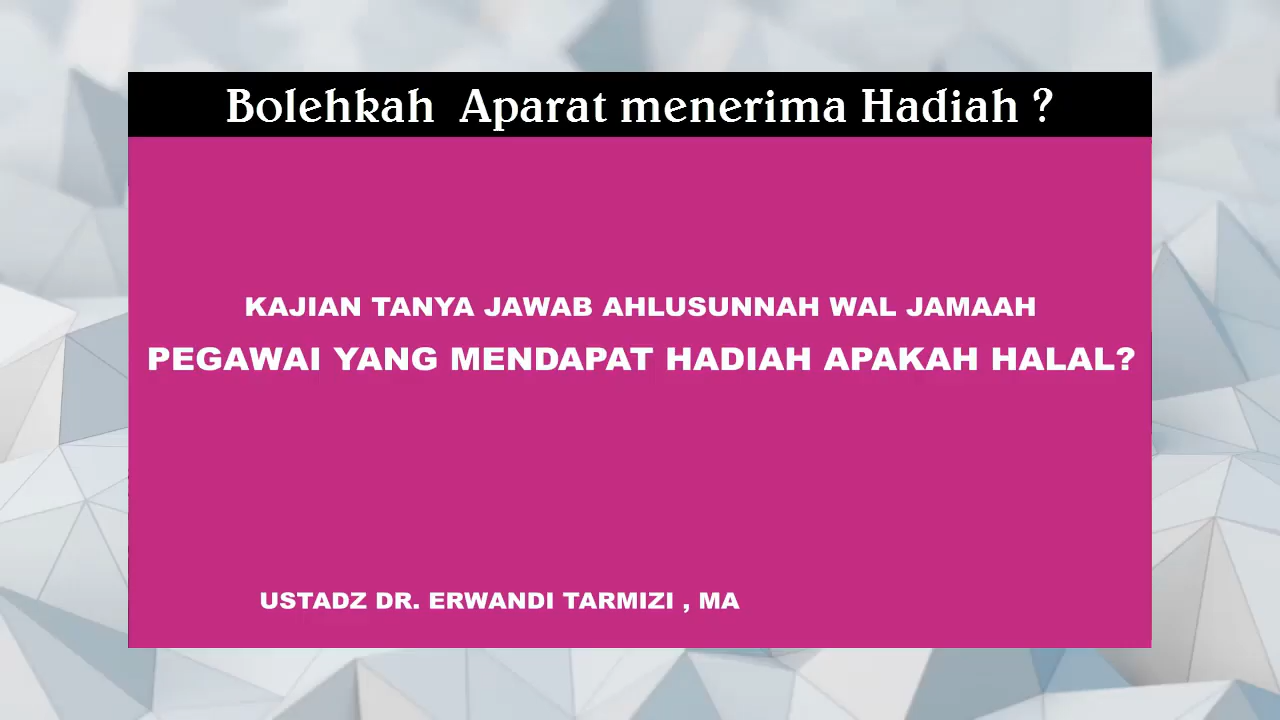 Bolehkah Aparat menerima Hadiah ?
KAJIAN TANYA JAWAB AHLUSUNNAH WAL JAMAAH
PEGAWAI YANG MENDAPAT HADIAH APAKAH HALAL?
USTADZ DR. ERWANDI TARMIZI , MA